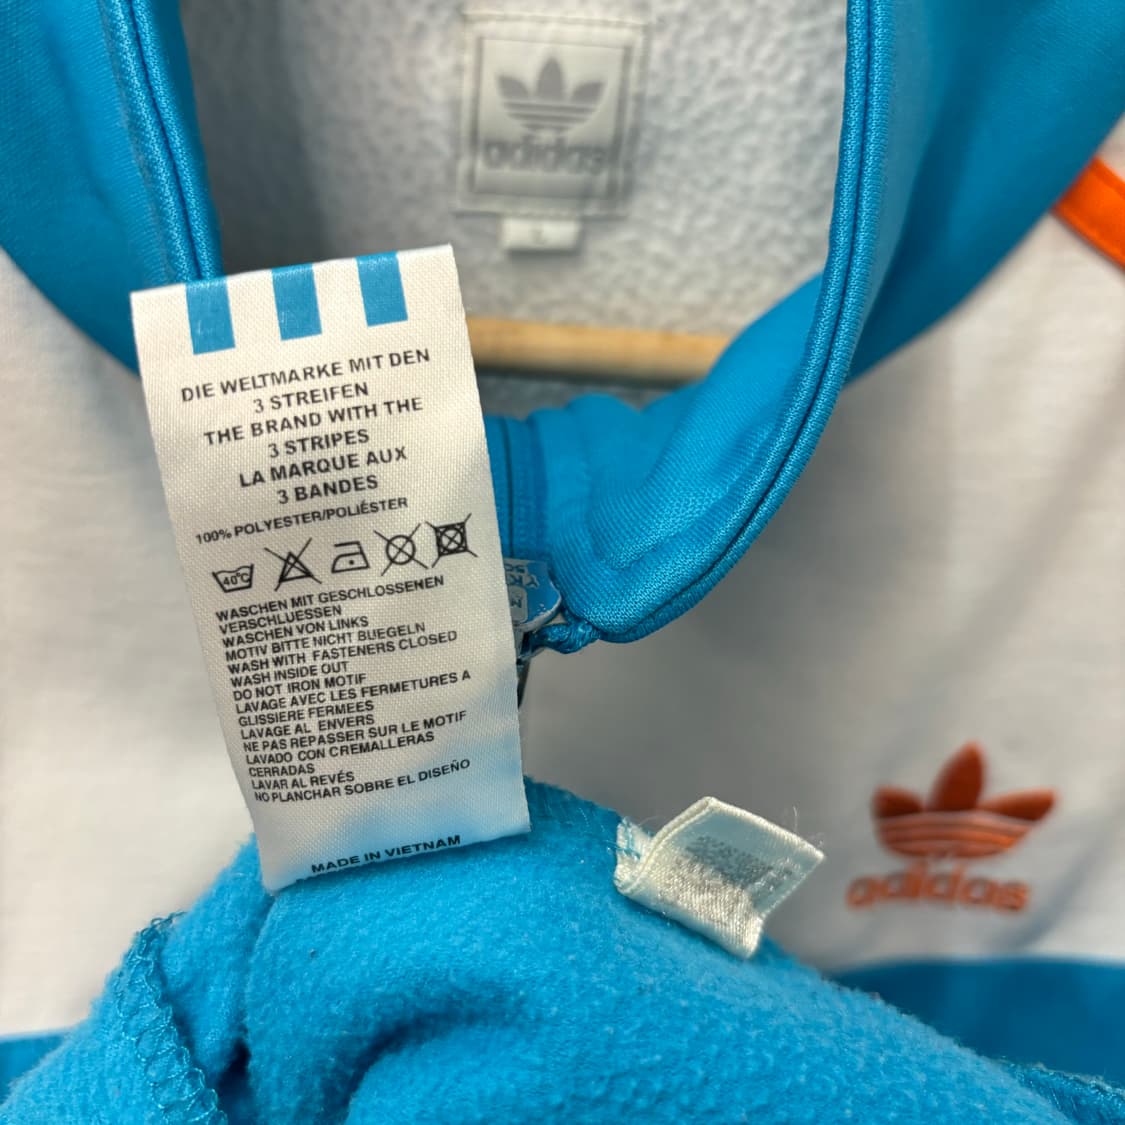 adidas
DIE WELTMARKE MIT DEN
3 STREIFEN
THE BRAND WITH THE
3 STRIPES
LA MARQUE AUX
3 BANDES
100% POLYESTER/POLIÉSTER
40°C
WASCHEN MIT GESCHLOSSENEN
VERSCHLUESSEN
WASCHEN VON LINKS
MOTIV BITTE NICHT BUEGELN
WASH WITH FASTENERS CLOSED
WASH INSIDE OUT
DO NOT IRON MOTIF
LAVAGE AVEC LES FERMETURES A
GLISSIERE FERMEES
LAVAGE AL ENVERS
NE PAS REPASSER SUR LE MOTIF
LAVADO CON CREMALLERAS
CERRADAS
LAVAR AL REVÉS
NO PLANCHAR SOBRE EL DISEÑO
MADE IN VIETNAM
adidas